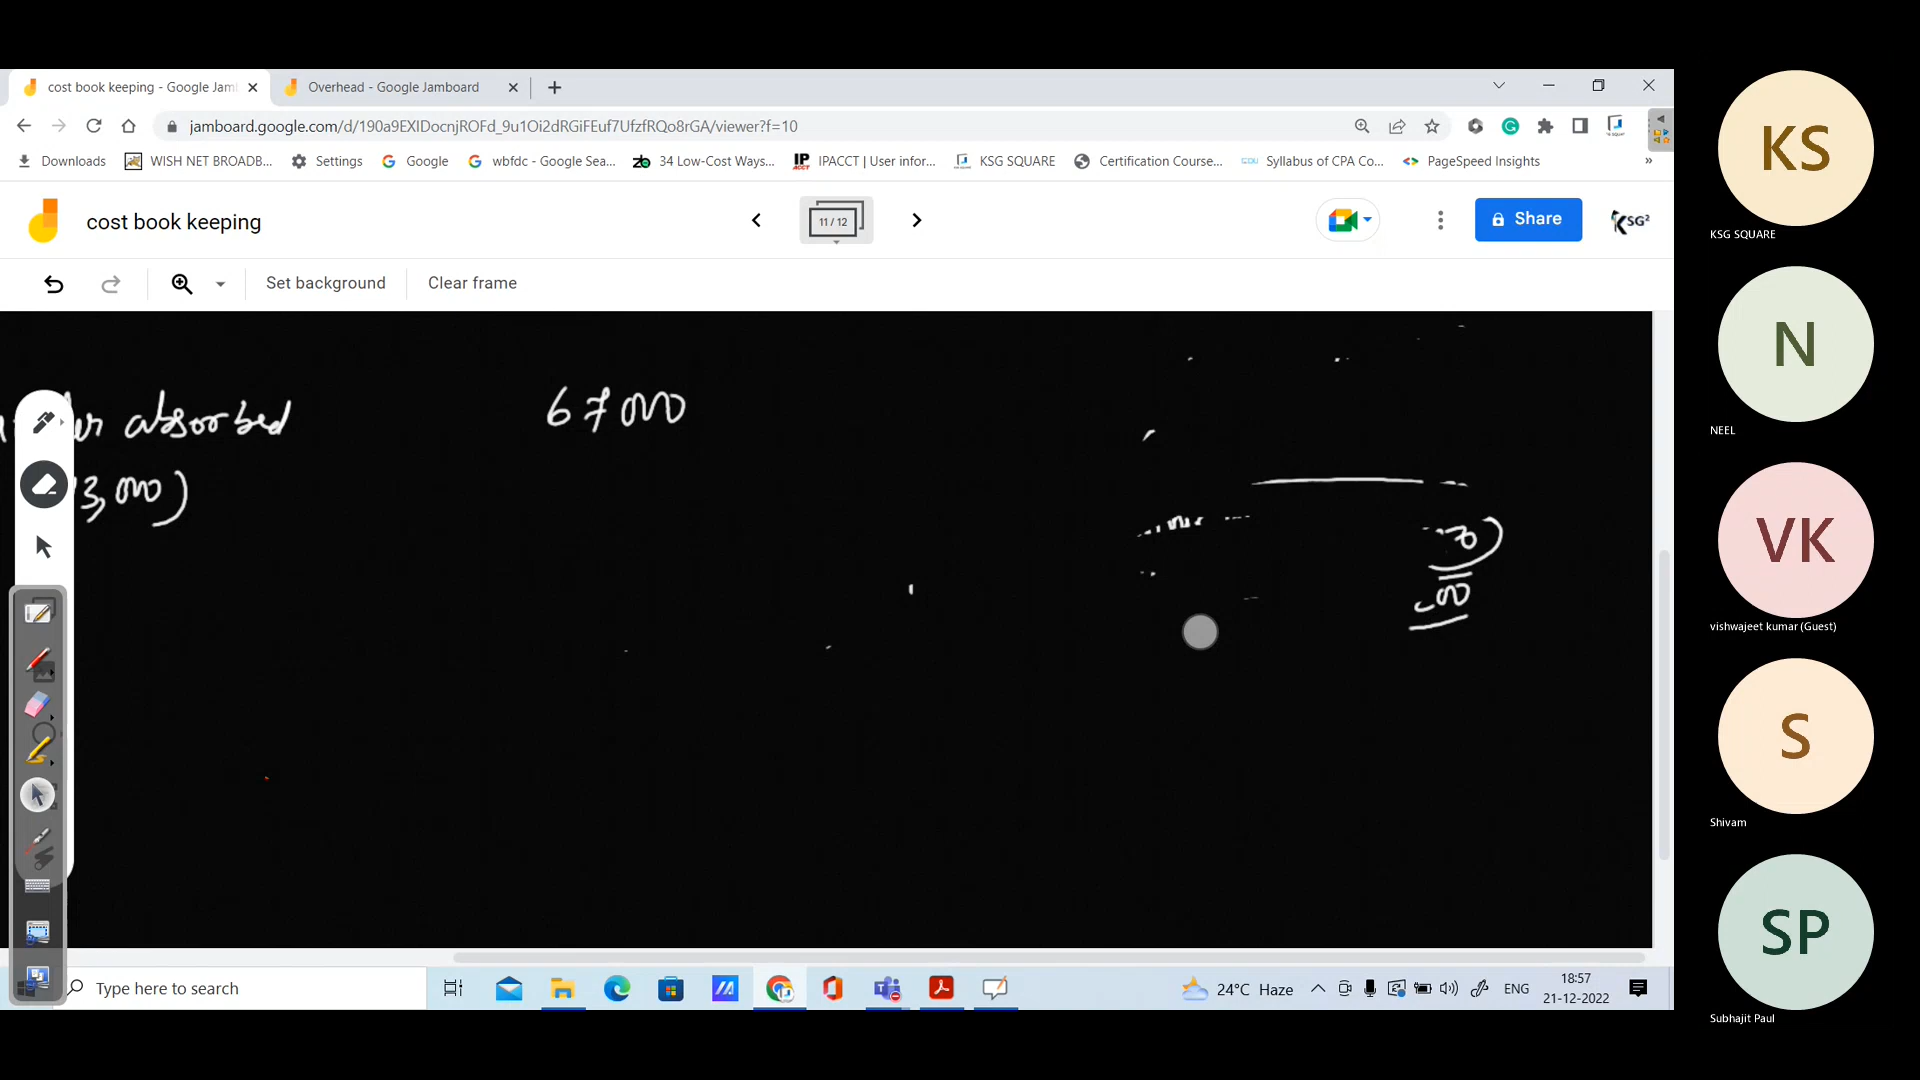 cost book keeping - Google Jam
Overhead - Google Jamboard
jamboard.google.com/d/190a9EXIDocnjROFd_9u1Oi2dRGiFEuf7UfzfRQo8rGA/viewer?f=10
Downloads
WISH NET BROADB...
Settings
Google
wbfdc - Google Sea...
34 Low-Cost Ways...
IPACCT | User infor...
KSG SQUARE
Certification Course...
Syllabus of CPA Co...
PageSpeed Insights
»
cost book keeping
11 / 12
Share
KSG²
Set background
Clear frame
absorbed
67000
3,000)
Type here to search
24°C Haze
ENG
18:57
21-12-2022
KS
KSG SQUARE
N
NEEL
VK
vishwajeet kumar (Guest)
S
Shivam
SP
Subhajit Paul